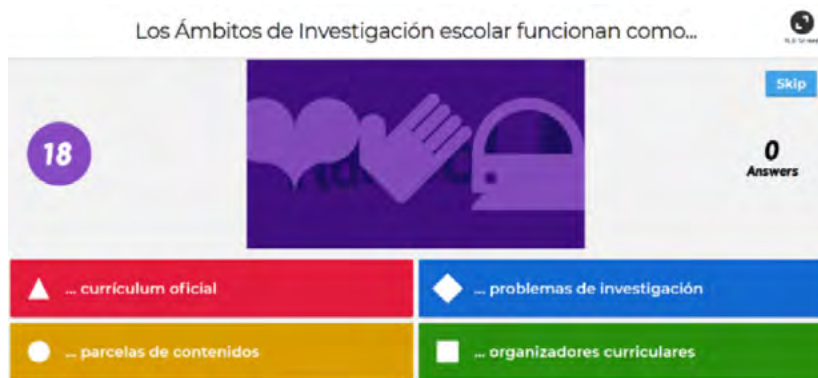 Los Ámbitos de Investigación escolar funcionan como...
Skip
18
0
Answers
... currículum oficial
... problemas de investigación
... parcelas de contenidos
... organizadores curriculares